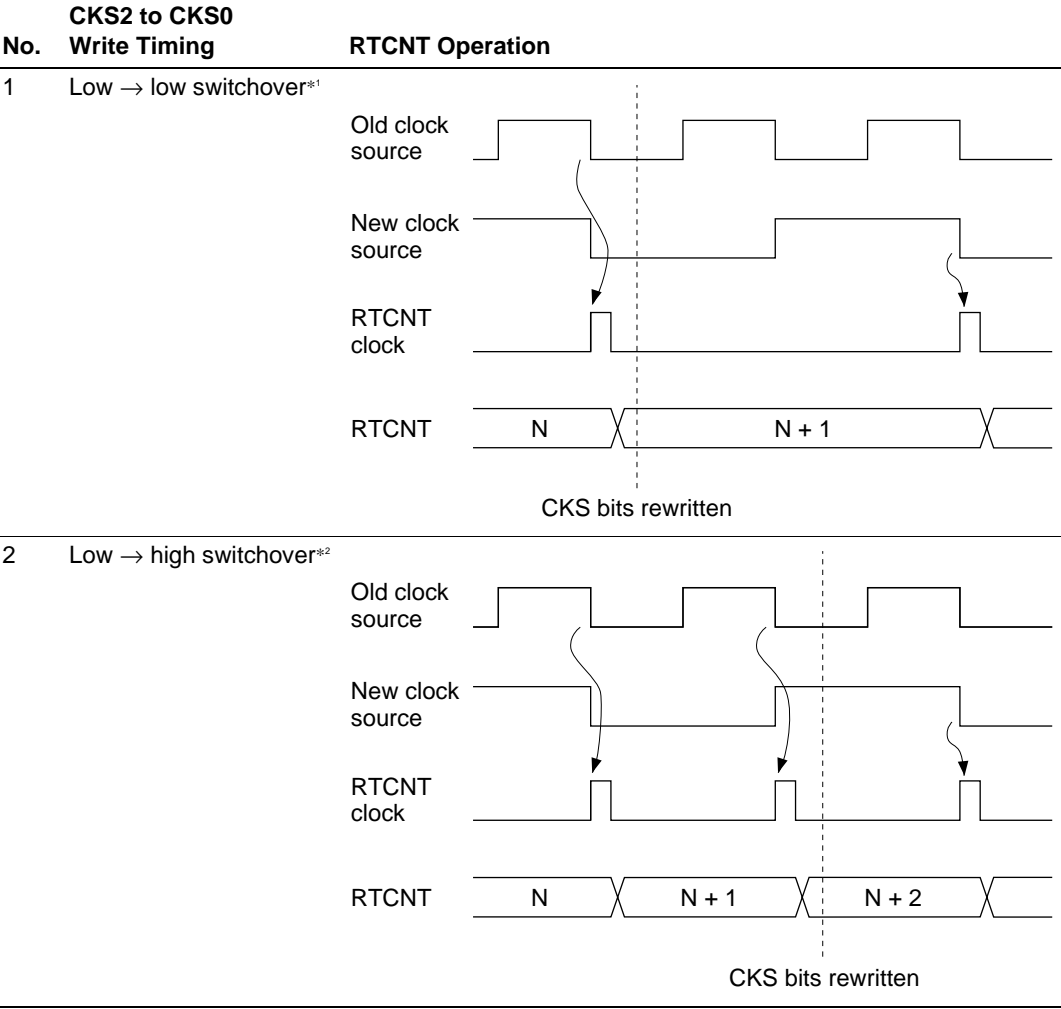 CKS2 to CKS0
No. Write Timing RTCNT Operation
1 Low → low switchover*1
Old clock
source
New clock
source
RTCNT
clock
RTCNT N N + 1
CKS bits rewritten
2 Low → high switchover*2
Old clock
source
New clock
source
RTCNT
clock
RTCNT N N + 1 N + 2
CKS bits rewritten